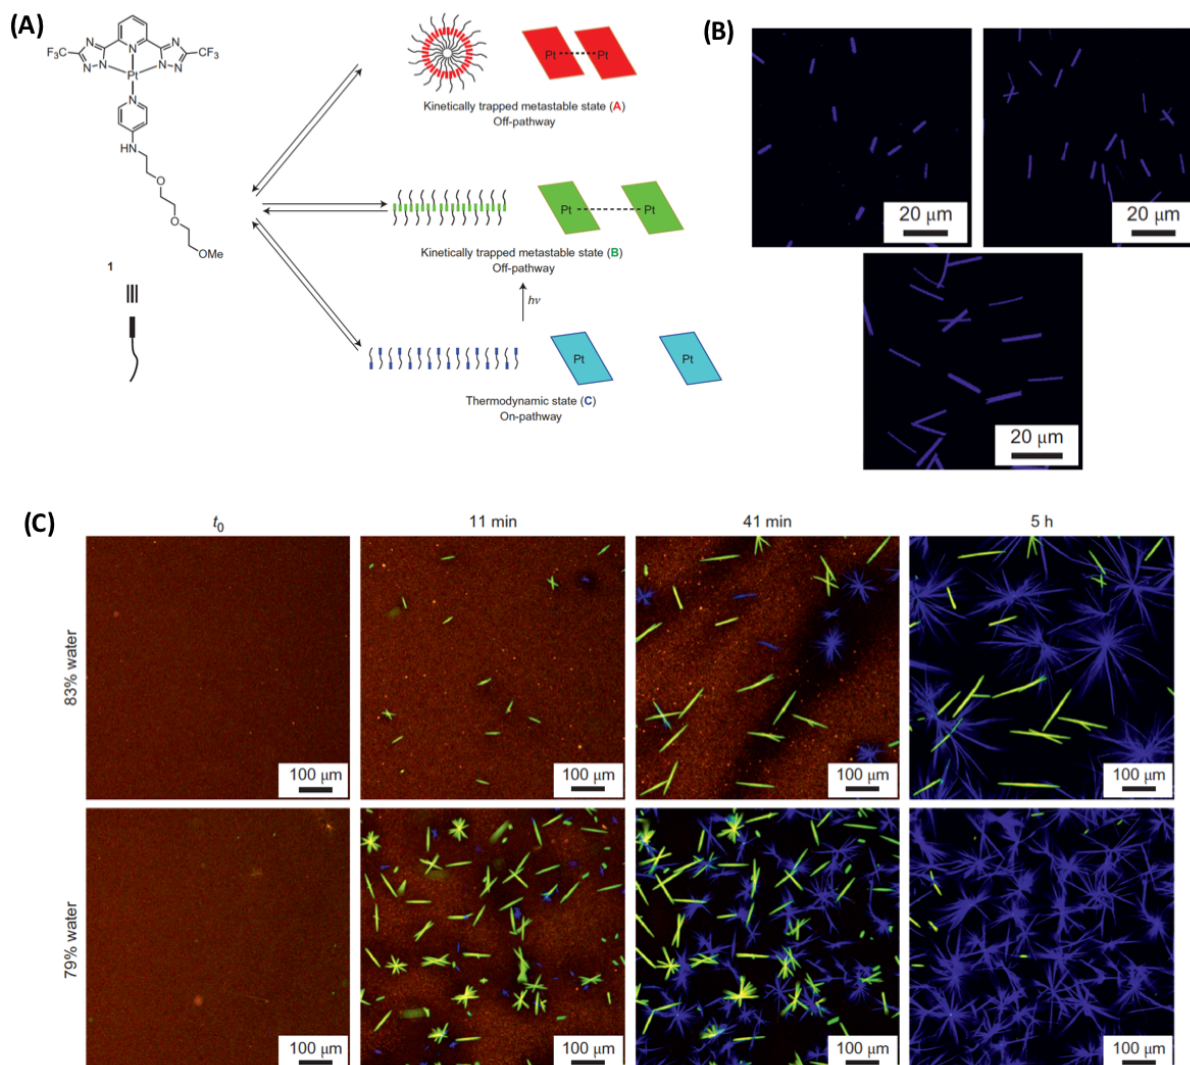 (A)
F₃C
N
N
N
N
N
N
N
CF₃
Pt
N
HN
O
O
OMe
1
Pt
Pt
Kinetically trapped metastable state (A)
Off-pathway
Pt
Pt
Kinetically trapped metastable state (B)
Off-pathway
hν
Pt
Pt
Thermodynamic state (C)
On-pathway
(B)
20 μm
20 μm
20 μm
(C)
t₀
11 min
41 min
5 h
83% water
100 μm
100 μm
100 μm
100 μm
79% water
100 μm
100 μm
100 μm
100 μm